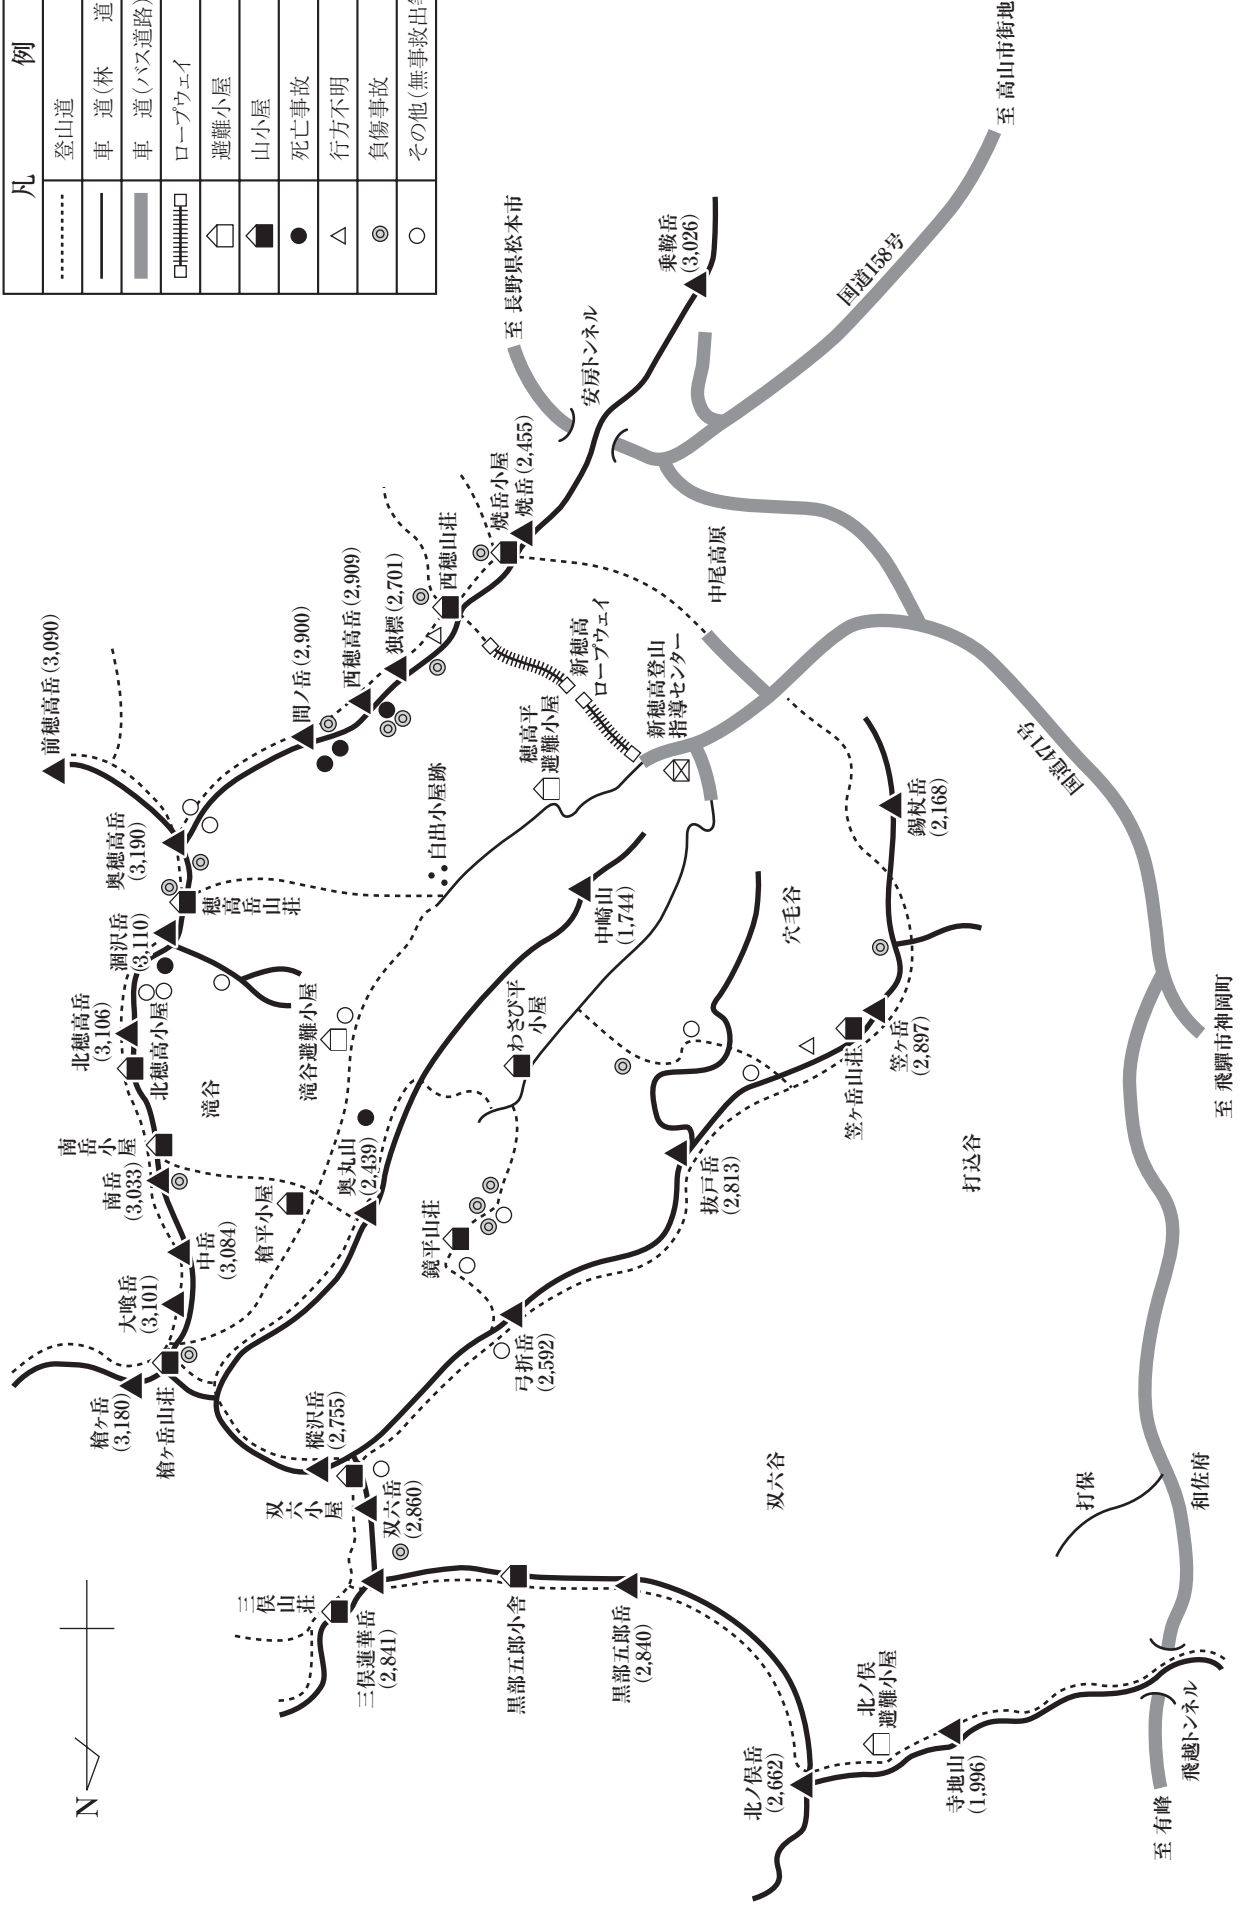 凡 例
登山道
車 道(林 道
車 道(バス道路)
ロープウェイ
避難小屋
山小屋
死亡事故
行方不明
負傷事故
その他(無事救出
至 高山市街地
国道158号
乗鞍岳
(3,026)
至 長野県松本市
安房トンネル
焼岳小屋
焼岳(2,455)
西穂山荘
独標(2,701)
西穂高岳(2,909)
間ノ岳(2,900)
前穂高岳(3,090)
奥穂高岳
(3,190)
穂高岳山荘
涸沢岳
(3,110)
北穂高岳
(3,106)
北穂高小屋
滝谷
滝谷避難小屋
南岳小屋
南岳
(3,033)
中岳
(3,084)
大喰岳
(3,101)
槍ヶ岳
(3,180)
槍ヶ岳山荘
槍平小屋
奥丸山
(2,439)
白出小屋跡
穂高平
避難小屋
新穂高
ロープウェイ
新穂高登山
指導センター
中尾高原
国道471号
中崎山
(1,744)
わさび平
小屋
穴毛谷
錫杖岳
(2,168)
笠ヶ岳
(2,897)
笠ヶ岳山荘
打込谷
抜戸岳
(2,813)
鏡平山荘
弓折岳
(2,592)
樅沢岳
(2,755)
双六小屋
双六岳
(2,860)
双六谷
三俣山荘
三俣蓮華岳
(2,841)
黒部五郎小舎
黒部五郎岳
(2,840)
北ノ俣岳
(2,662)
北ノ俣
避難小屋
寺地山
(1,996)
飛越トンネル
至 有峰
打保
和佐府
至 飛騨市神岡町
N